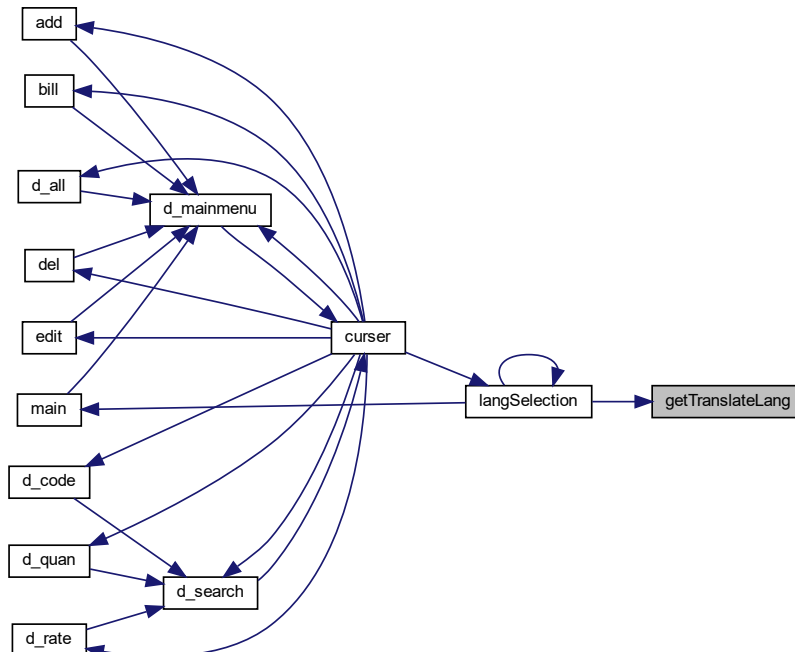 add
bill
d_all
d_mainmenu
del
edit
curser
main
langSelection
getTranslateLang
d_code
d_quan
d_search
d_rate